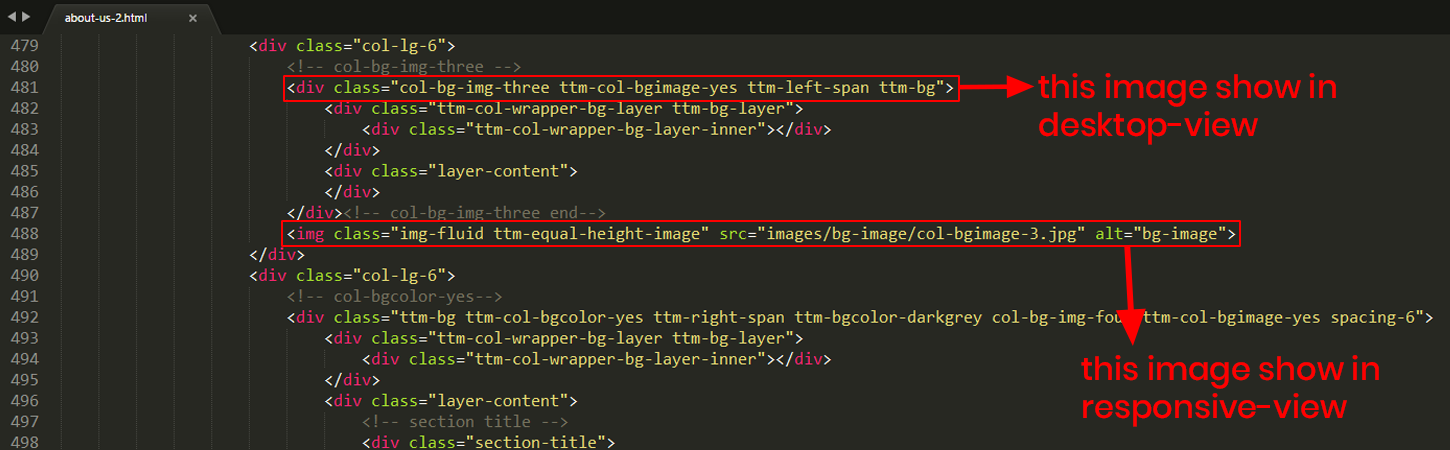 about-us-2.html ×
479 <div class="col-lg-6">
480 <!-- col-bg-img-three -->
481 <div class="col-bg-img-three ttm-col-bgimage-yes ttm-left-span ttm-bg">
this image show in
desktop-view
482 <div class="ttm-col-wrapper-bg-layer ttm-bg-layer">
483 <div class="ttm-col-wrapper-bg-layer-inner"></div>
484 </div>
485 <div class="layer-content">
486 </div>
487 </div><!-- col-bg-img-three end-->
488 <img class="img-fluid ttm-equal-height-image" src="images/bg-image/col-bgimage-3.jpg" alt="bg-image">
489 </div>
490 <div class="col-lg-6">
491 <!-- col-bgcolor-yes-->
492 <div class="ttm-bg ttm-col-bgcolor-yes ttm-right-span ttm-bgcolor-darkgrey col-bg-img-fou ttm-col-bgimage-yes spacing-6">
493 <div class="ttm-col-wrapper-bg-layer ttm-bg-layer">
494 <div class="ttm-col-wrapper-bg-layer-inner"></div>
495 </div>
496 <div class="layer-content">
497 <!-- section title -->
498 <div class="section-title">
this image show in
responsive-view